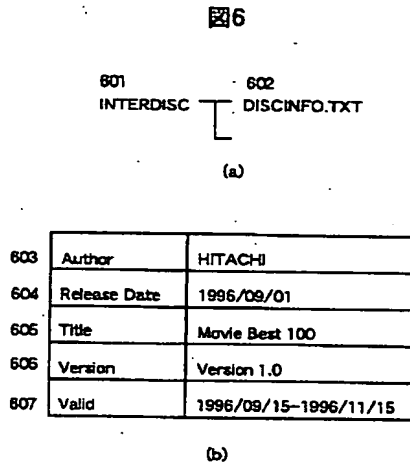 図6
601 602
INTERDISC DISCINFO.TXT
(a)
603 Author HITACHI
604 Release Date 1996/09/01
605 Title Movie Best 100
606 Version Version 1.0
607 Valid 1996/09/15-1996/11/15
(b)